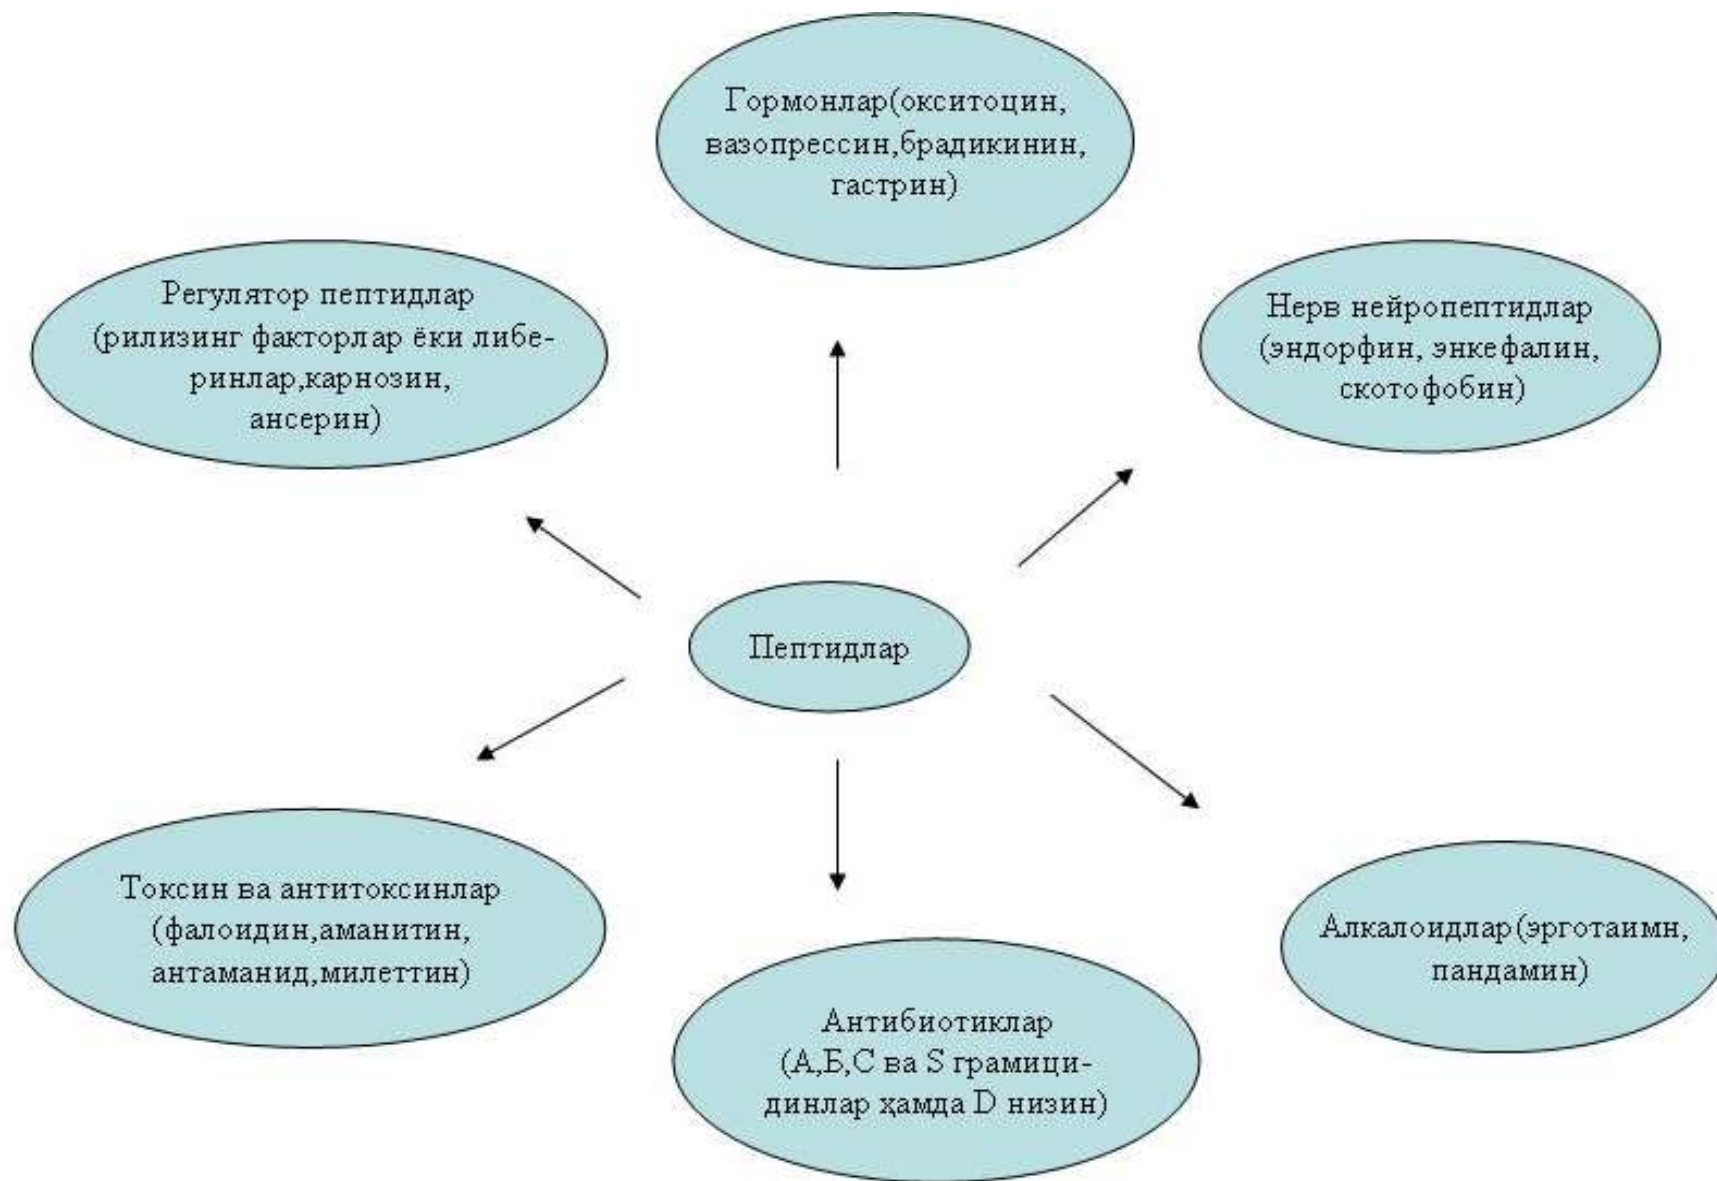 Гормонлар(окситоцин,
вазопрессин,брадикинин,
гастрин)
Регулятор пептидлар
(рилизинг факторлар ёки либе-
ринлар,карнозин,
ансерин)
Нерв нейропептидлар
(эндорфин, энкефалин,
скотофобин)
Пептидлар
Токсин ва антитоксинлар
(фалоидин,аманитин,
антаманид,милеттин)
Антибиотиклар
(А,Б,С ва S грамици-
динлар ҳамда D низин)
Алкалоидлар(эрготаимн,
пандамин)